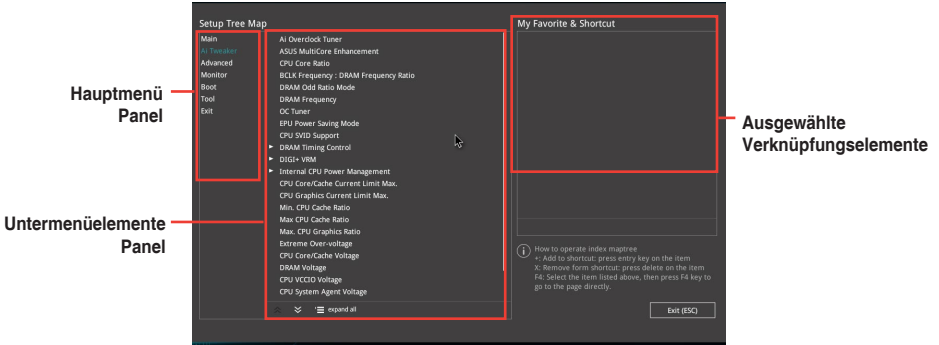 Setup Tree Map
Main
Ai Tweaker
Advanced
Monitor
Boot
Tool
Exit
Ai Overclock Tuner
ASUS MultiCore Enhancement
CPU Core Ratio
BCLK Frequency : DRAM Frequency Ratio
DRAM Odd Ratio Mode
DRAM Frequency
OC Tuner
EPU Power Saving Mode
CPU SVID Support
DRAM Timing Control
DIGI+ VRM
Internal CPU Power Management
CPU Core/Cache Current Limit Max.
CPU Graphics Current Limit Max.
Min. CPU Cache Ratio
Max CPU Cache Ratio
Max. CPU Graphics Ratio
Extreme Over-voltage
CPU Core/Cache Voltage
DRAM Voltage
CPU VCCIO Voltage
CPU System Agent Voltage
expand all
My Favorite & Shortcut
How to operate index maptree
+: Add to shortcut: press entry key on the item
X: Remove form shortcut: press delete on the item
F4: Select the item listed above, then press F4 key to
go to the page directly.
Exit (ESC)
Hauptmenü
Panel
Untermenüelemente
Panel
Ausgewählte
Verknüpfungselemente